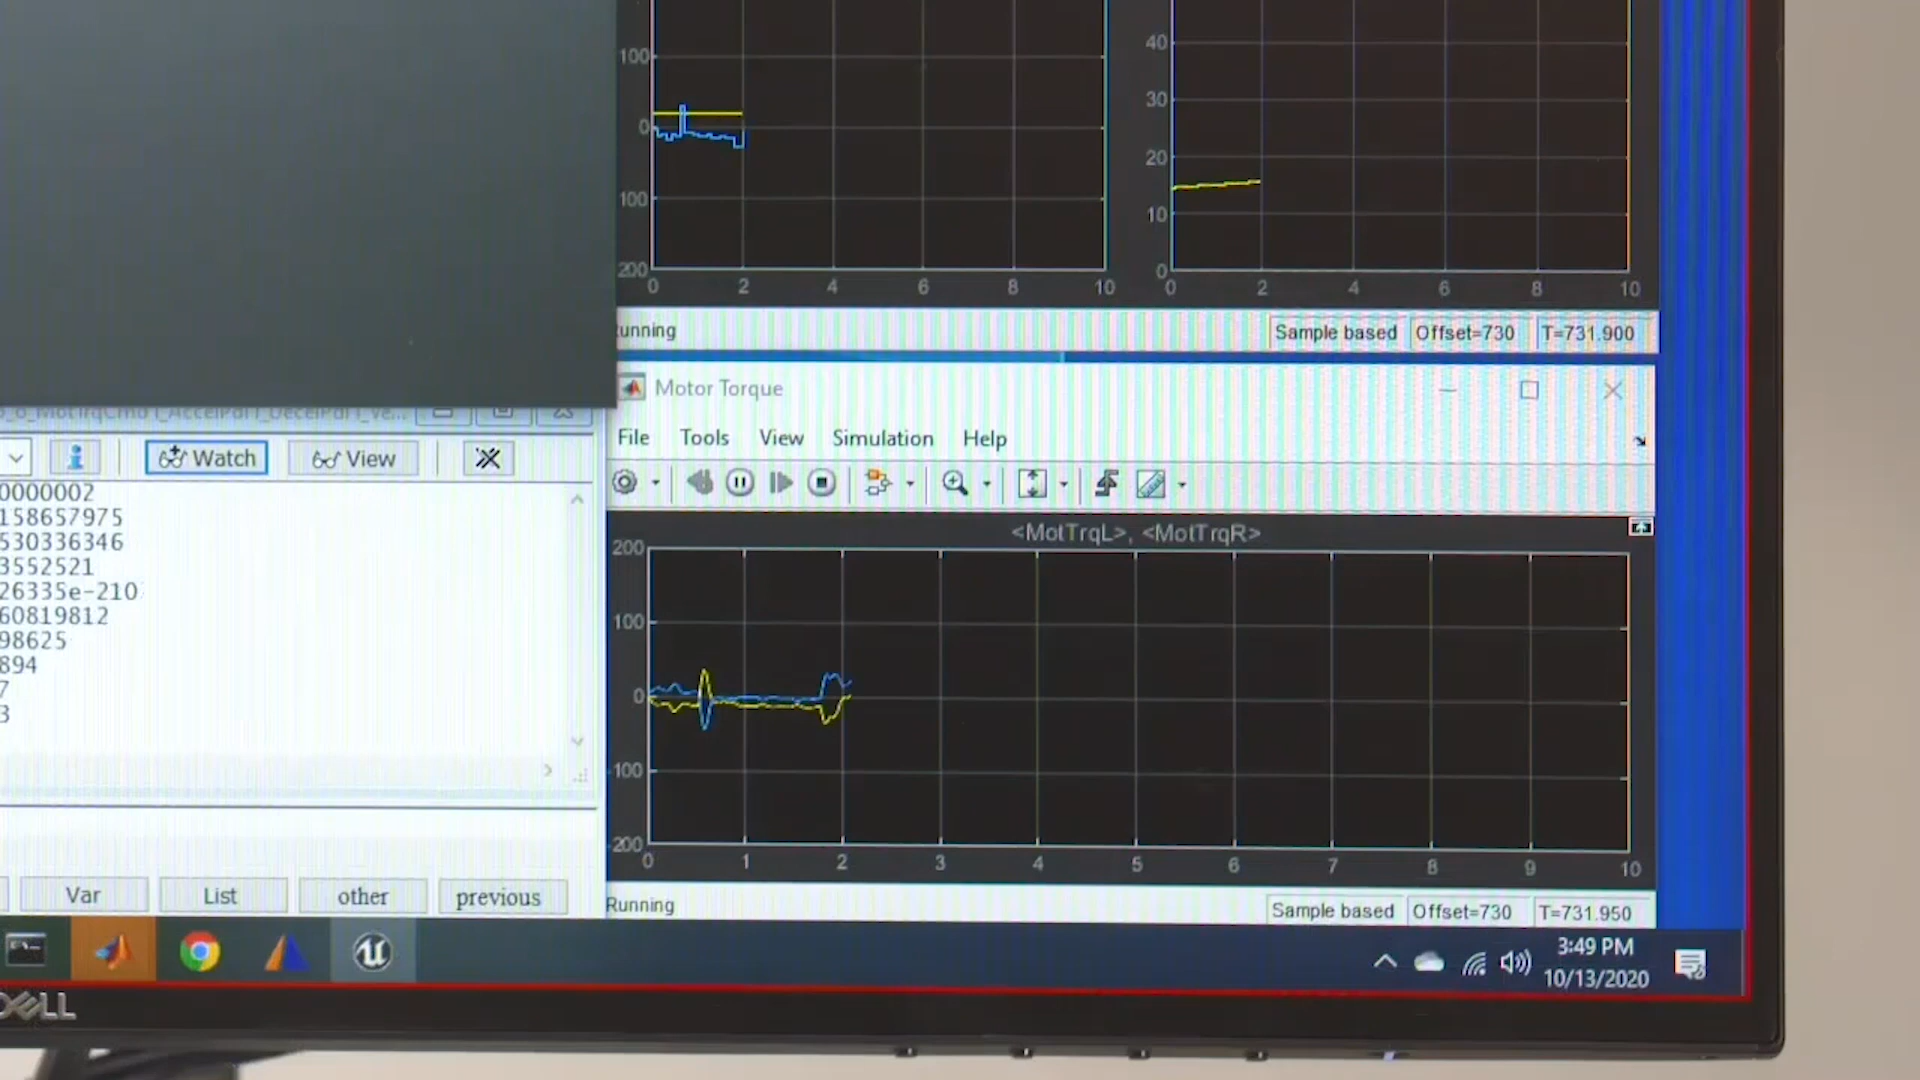 100
0
100
200
0 2 4 6 8 10
40
30
20
10
0
0 2 4 6 8 10
unning
Sample based Offset=730 T=731.900
Motor Torque
File Tools View Simulation Help
Watch View
0000002
158657975
530336346
3552521
26335e-210
60819812
98625
894
7
3
<MotTrqL>, <MotTrqR>
200
100
0
-100
-200
0 1 2 3 4 5 6 7 8 9 10
Var List other previous
Running
Sample based Offset=730 T=731.950
3:49 PM
10/13/2020
DELL